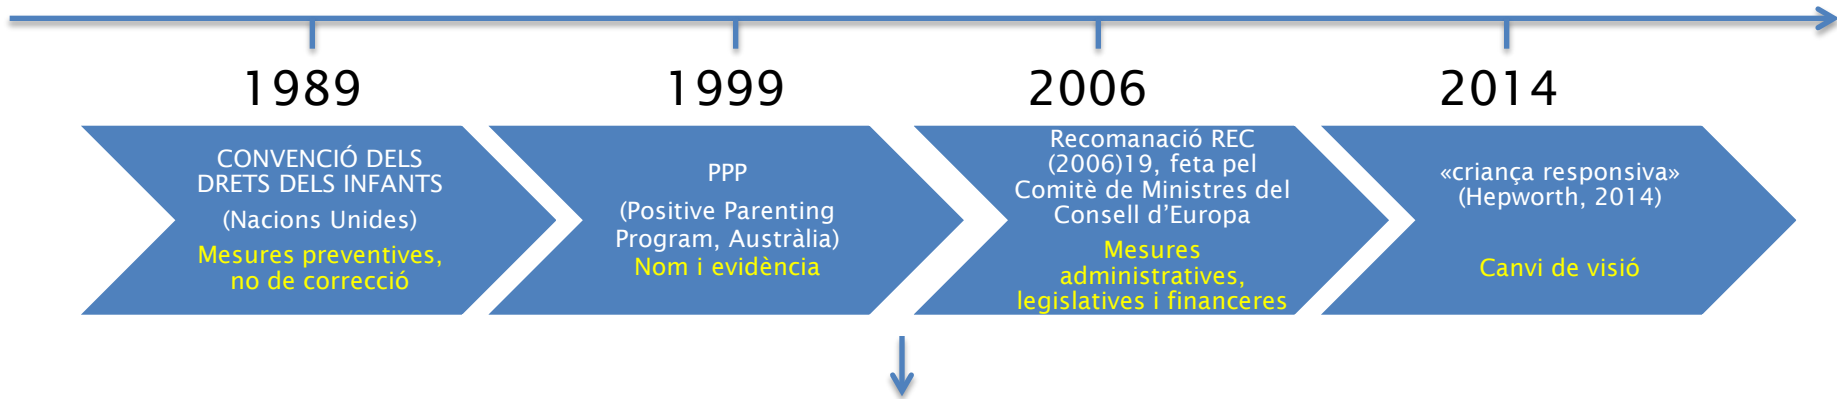 1989
CONVENCIÓ DELS
DRETS DELS INFANTS
(Nacions Unides)
Mesures preventives,
no de correcció
1999
PPP
(Positive Parenting
Program, Austràlia)
Nom i evidència
2006
Recomanació REC
(2006)19, feta pel
Comitè de Ministres del
Consell d’Europa
Mesures
administratives,
legislatives i financeres
2014
«criança responsiva»
(Hepworth, 2014)
Canvi de visió